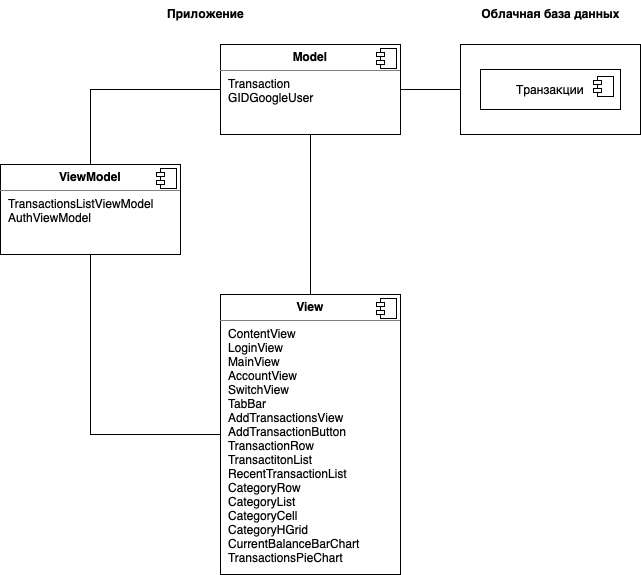 Приложение
Облачная база данных
Model
Transaction
GIDGoogleUser
Транзакции
ViewModel
TransactionsListViewModel
AuthViewModel
View
ContentView
LoginView
MainView
AccountView
SwitchView
TabBar
AddTransactionsView
AddTransactionButton
TransactionRow
TransactitonList
RecentTransactionList
CategoryRow
CategoryList
CategoryCell
CategoryHGrid
CurrentBalanceBarChart
TransactionsPieChart